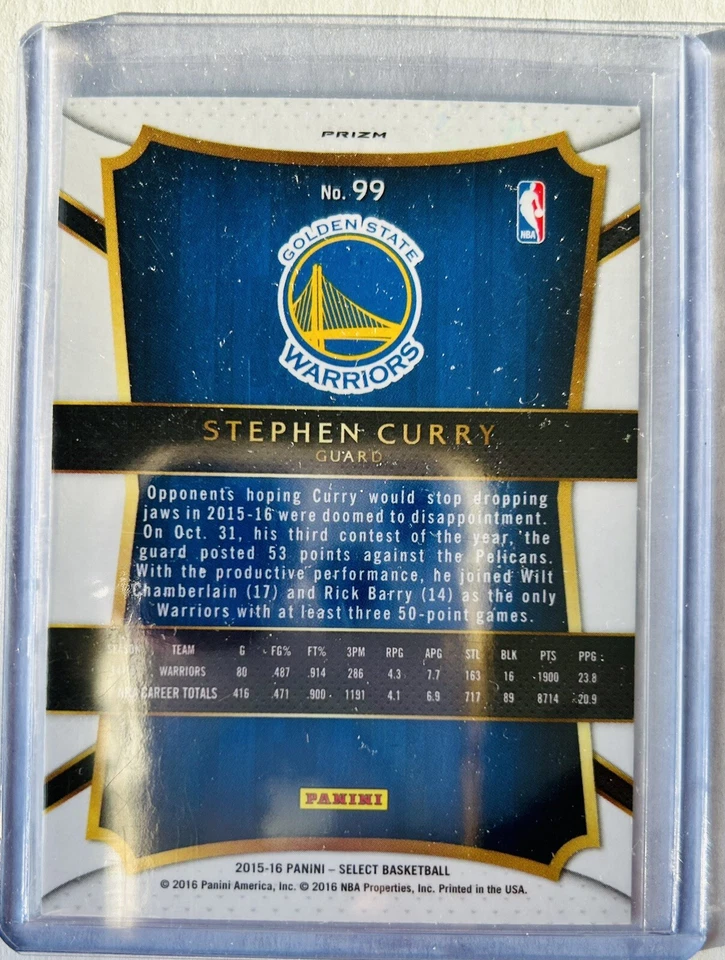 PRIZM
No. 99
NBA
GOLDEN STATE
WARRIORS
STEPHEN CURRY
GUARD
Opponents hoping Curry would stop dropping
jaws in 2015-16 were doomed to disappointment.
On Oct. 31, his third contest of the year, the
guard posted 53 points against the Pelicans.
With the productive performance, he joined Wilt
Chamberlain (17) and Rick Barry (14) as the only
Warriors with at least three 50-point games.
SEASON TEAM G FG% FT% 3PM RPG APG STL BLK PTS PPG
WARRIORS 80 .487 .914 286 4.3 7.7 163 16 1900 23.8
NBA CAREER TOTALS 416 .471 .900 1191 4.1 6.9 717 89 8714 20.9
PANINI
2015-16 PANINI – SELECT BASKETBALL
© 2016 Panini America, Inc. © 2016 NBA Properties, Inc. Printed in the USA.